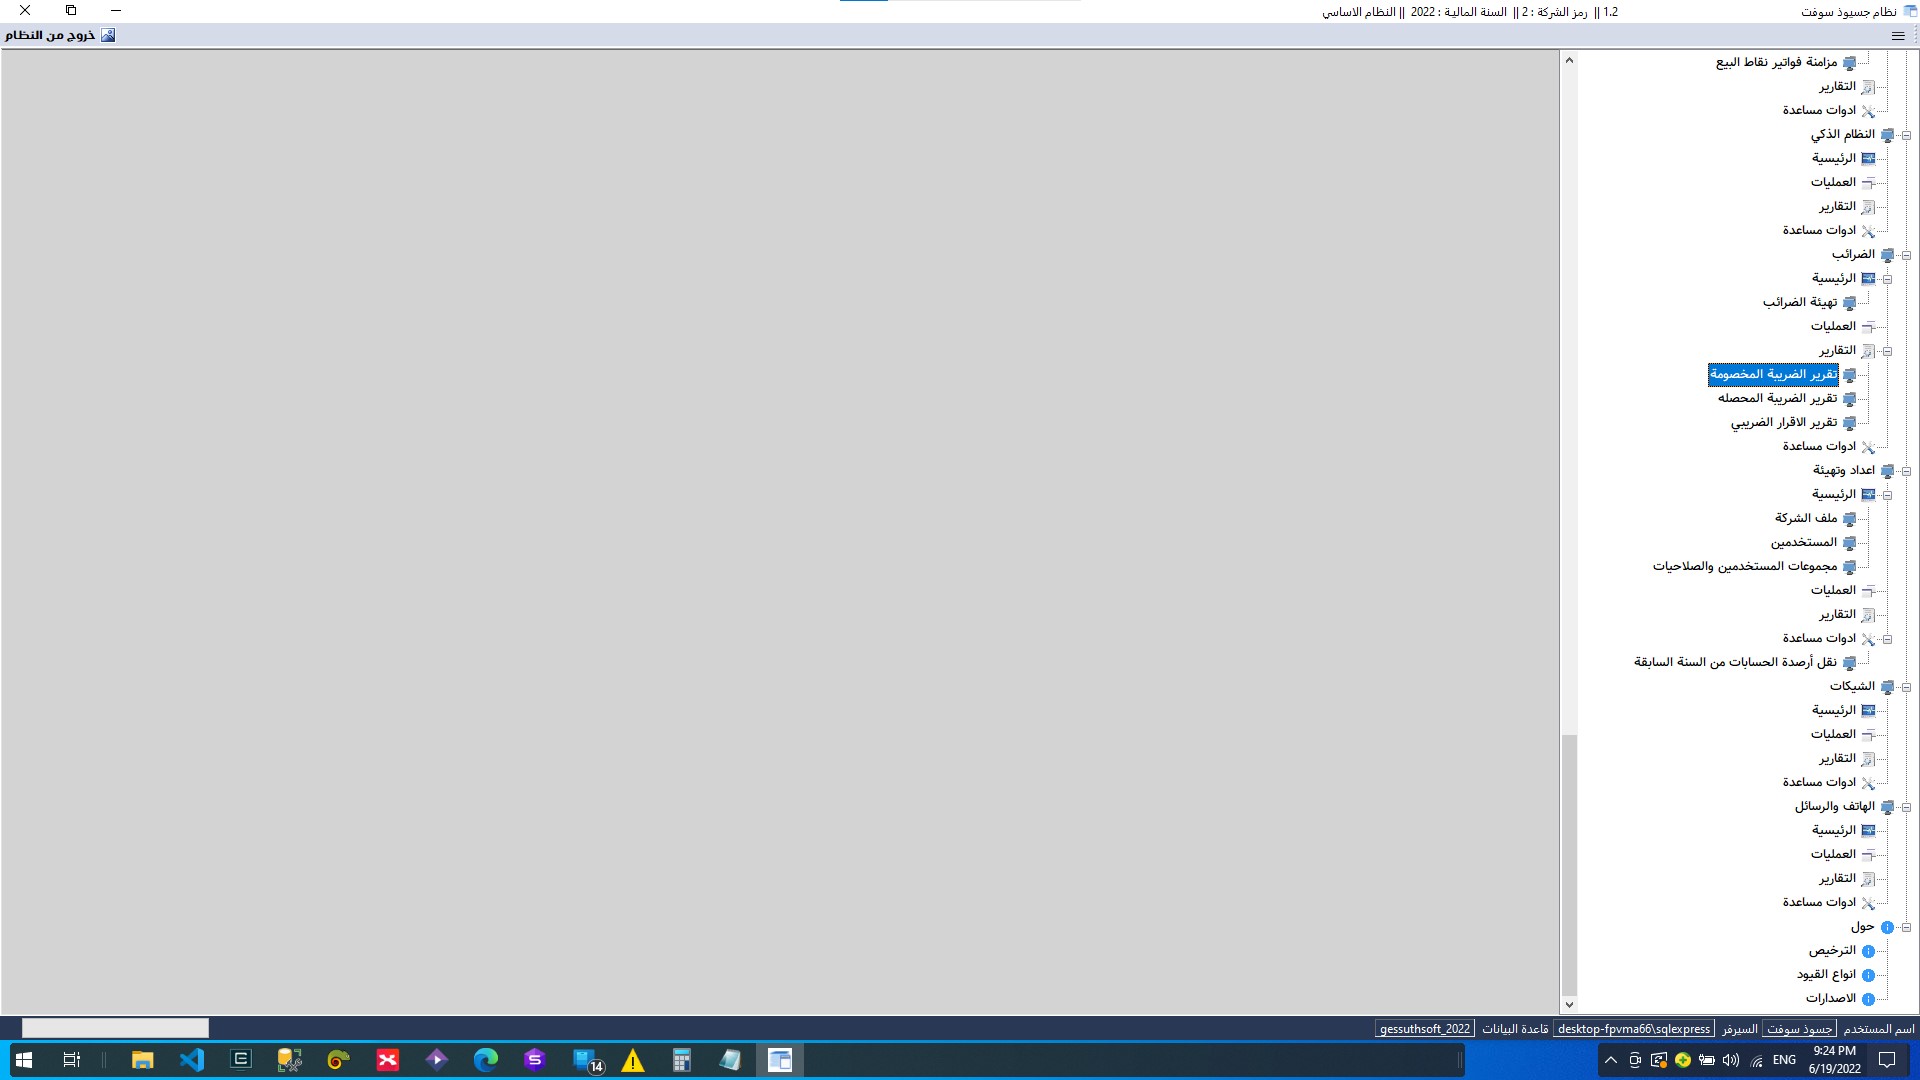 نظام جسيوذ سوفت 1.2 || رمز الشركة : 2 || السنة المالية : 2022 || النظام الاساسي
خروج من النظام
مزامنة فواتير نقاط البيع
التقارير
ادوات مساعدة
النظام الذكي
الرئيسية
العمليات
التقارير
ادوات مساعدة
الضرائب
الرئيسية
تهيئة الضرائب
العمليات
التقارير
تقرير الضريبة المخصومة
تقرير الضريبة المحصله
تقرير الاقرار الضريبي
ادوات مساعدة
اعداد وتهيئة
الرئيسية
ملف الشركة
المستخدمين
مجموعات المستخدمين والصلاحيات
العمليات
التقارير
ادوات مساعدة
نقل أرصدة الحسابات من السنة السابقة
الشيكات
الرئيسية
العمليات
التقارير
ادوات مساعدة
الهاتف والرسائل
الرئيسية
العمليات
التقارير
ادوات مساعدة
حول
الترخيص
انواع القيود
الاصدارات
اسم المستخدم جسوذ سوفت السيرفر desktop-fpvma66\sqlexpress قاعدة البيانات gessuthsoft_2022
14
ENG
9:24 PM
6/19/2022